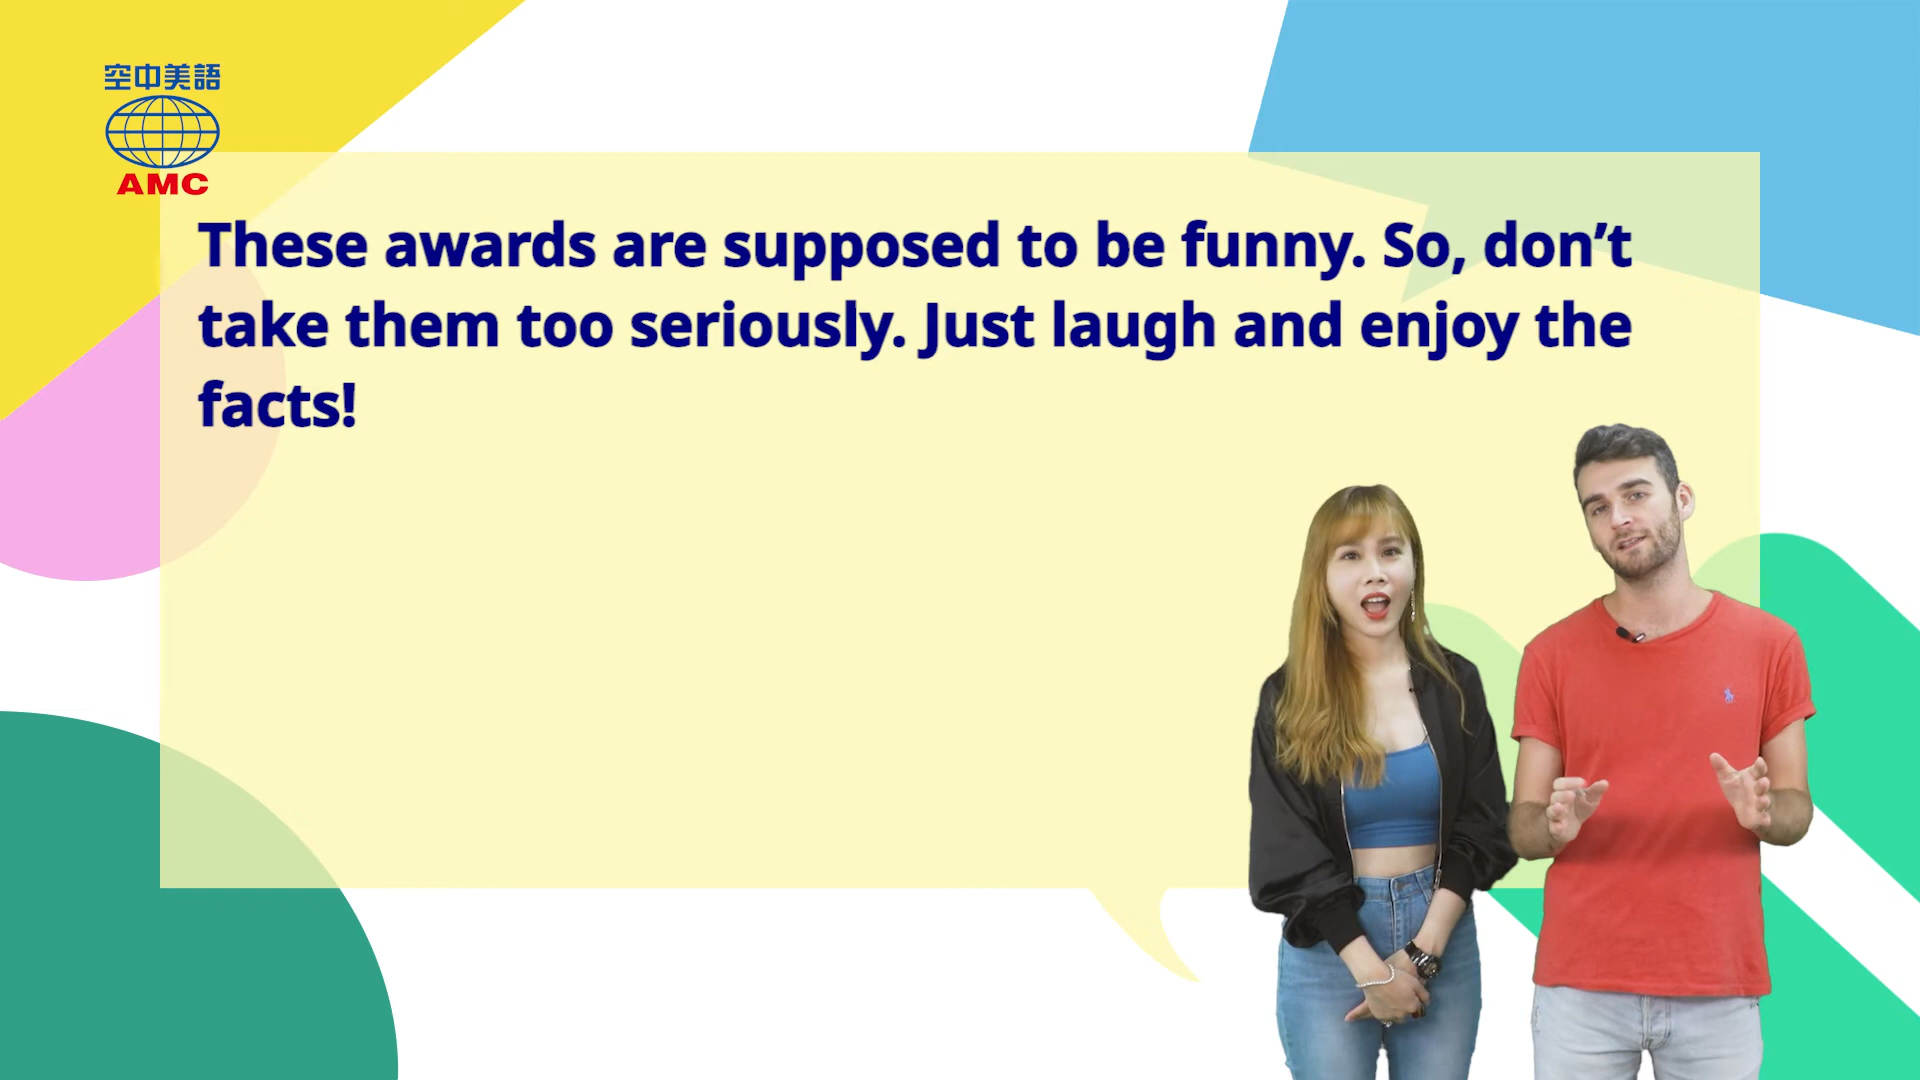 空中美語
AMC
These awards are supposed to be funny. So, don’t
take them too seriously. Just laugh and enjoy the
facts!